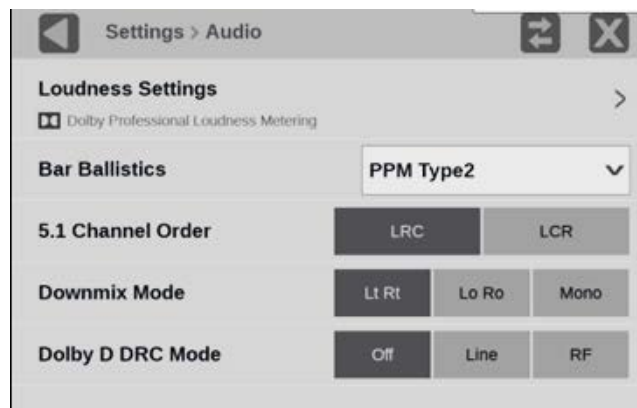 Settings > Audio
Loudness Settings
Dolby Professional Loudness Metering
Bar Ballistics PPM Type2
5.1 Channel Order LRC LCR
Downmix Mode Lt Rt Lo Ro Mono
Dolby D DRC Mode Off Line RF